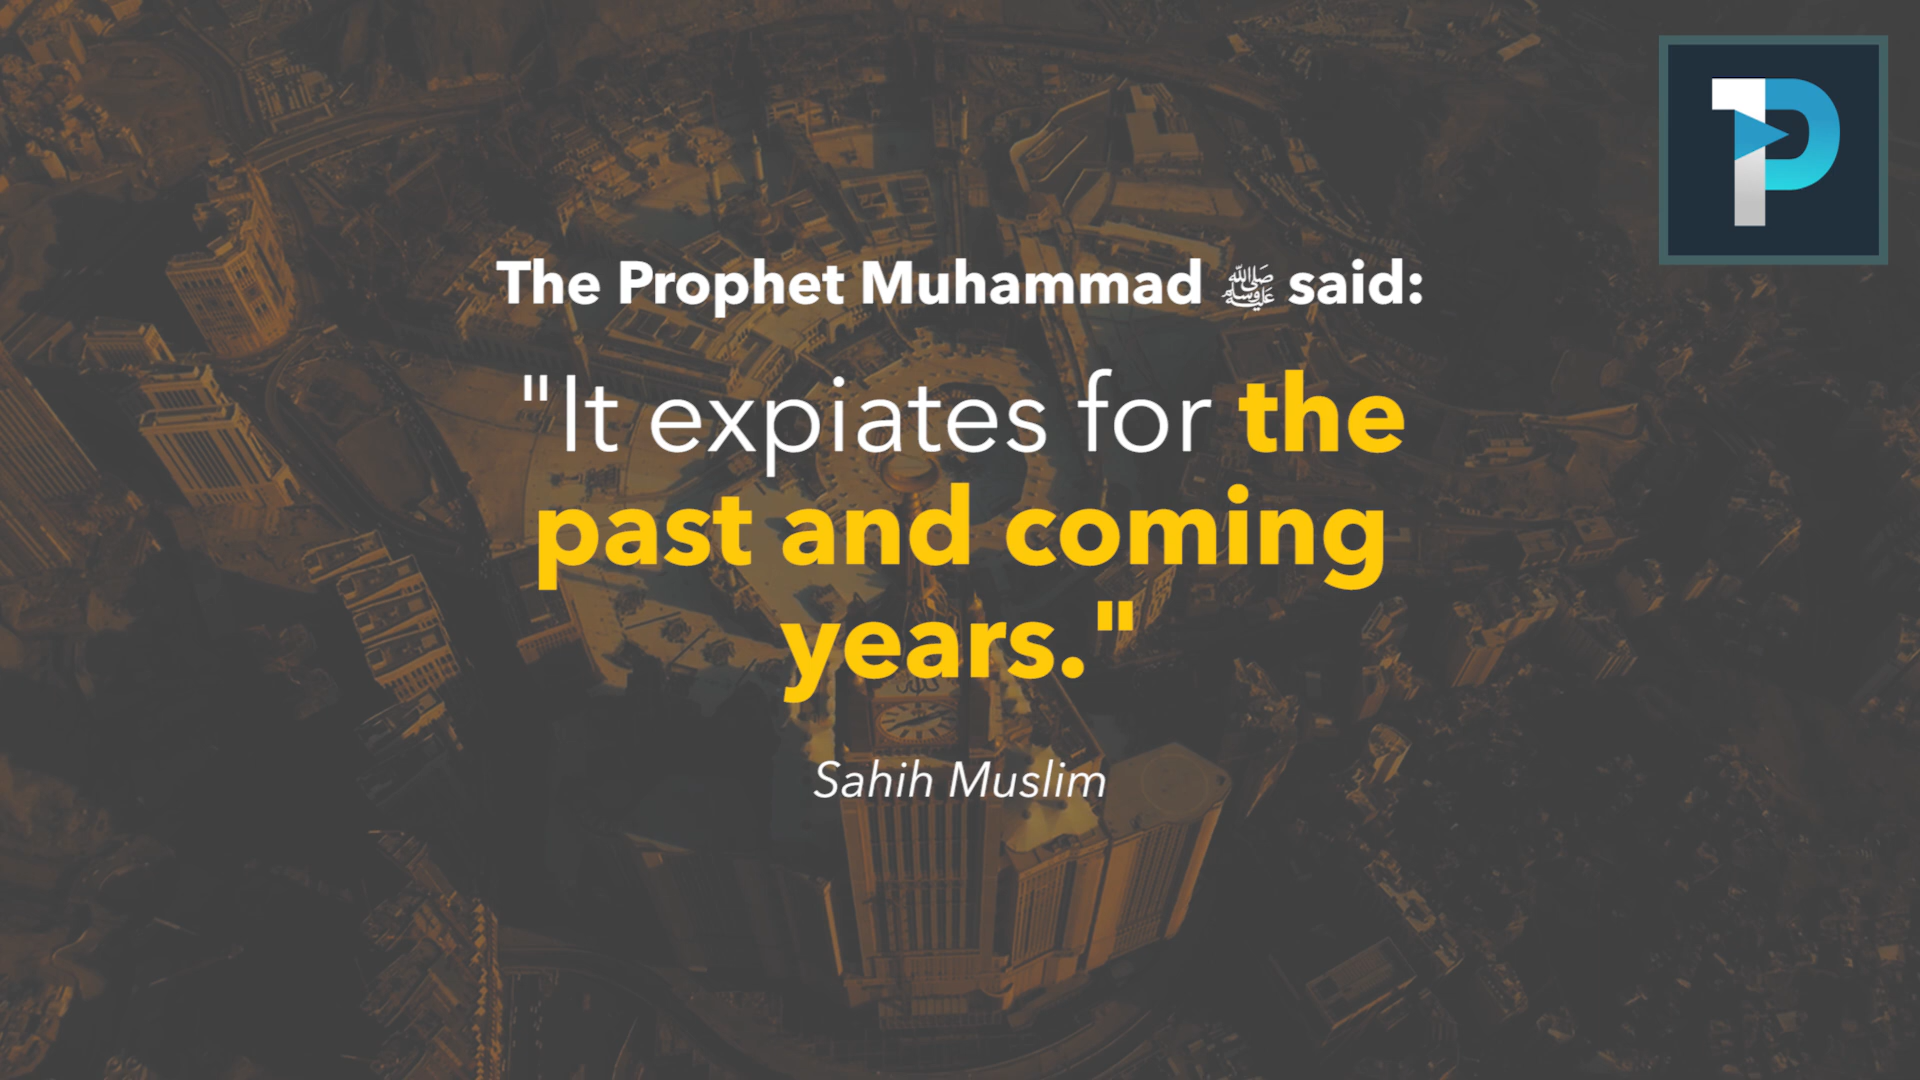 The Prophet Muhammad ﷺ said:
"It expiates for the
past and coming
years."
Sahih Muslim